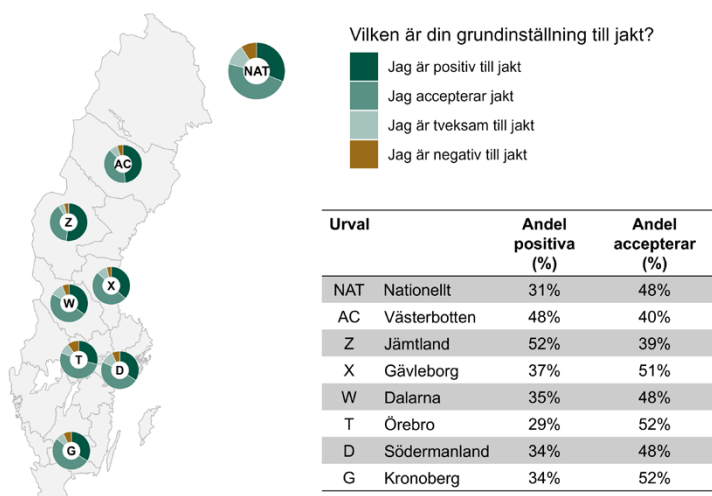 NAT
AC
Z
X
W
T
D
G
Vilken är din grundinställning till jakt?
Jag är positiv till jakt
Jag accepterar jakt
Jag är tveksam till jakt
Jag är negativ till jakt
Urval Andel positiva (%) Andel accepterar (%)
NAT Nationellt 31% 48%
AC Västerbotten 48% 40%
Z Jämtland 52% 39%
X Gävleborg 37% 51%
W Dalarna 35% 48%
T Örebro 29% 52%
D Södermanland 34% 48%
G Kronoberg 34% 52%